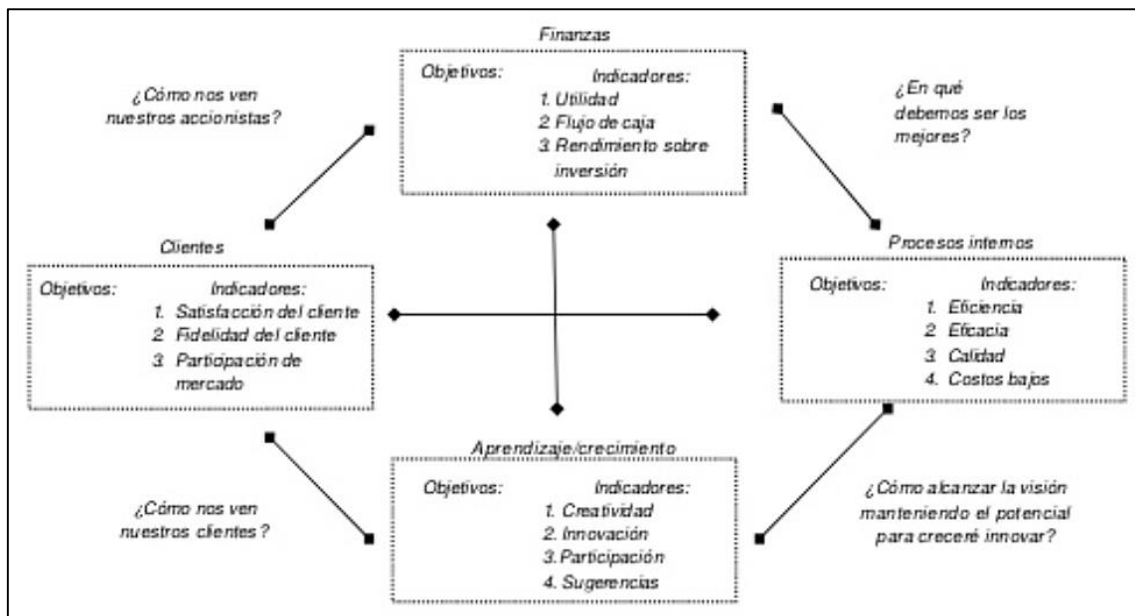 Finanzas
Objetivos:
Indicadores:
1. Utilidad
2 Flujo de caja
3. Rendimiento sobre
inversión
¿Cómo nos ven
nuestros accionistas?
¿En qué
debemos ser los
mejores?
Clientes
Objetivos:
Indicadores:
1. Satisfacción del cliente
2 Fidelidad del cliente
3. Participación de
mercado
Procesos internos
Objetivos:
Indicadores:
1. Eficiencia
2 Eficacia
3 Calidad
4. Costos bajos
Aprendizaje/crecimiento
Objetivos:
Indicadores:
1. Creatividad
2. Innovación
3.Participación
4. Sugerencias
¿Cómo nos ven
nuestros clientes?
¿Cómo alcanzar la visión
manteniendo el potencial
para creceré innovar?